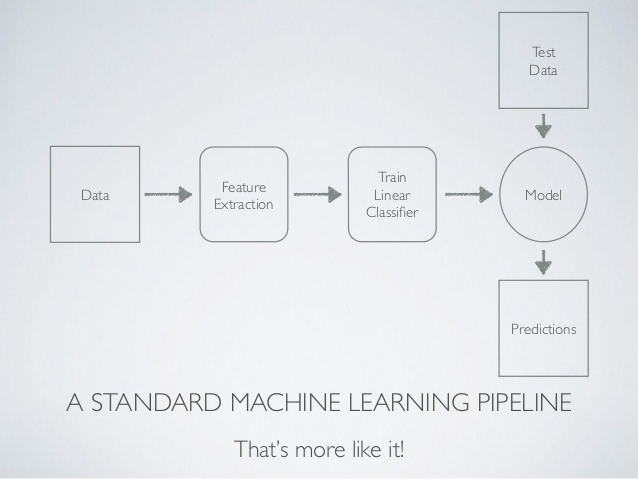 Test
Data
Data
Feature
Extraction
Train
Linear
Classifier
Model
Predictions
A STANDARD MACHINE LEARNING PIPELINE
That's more like it!